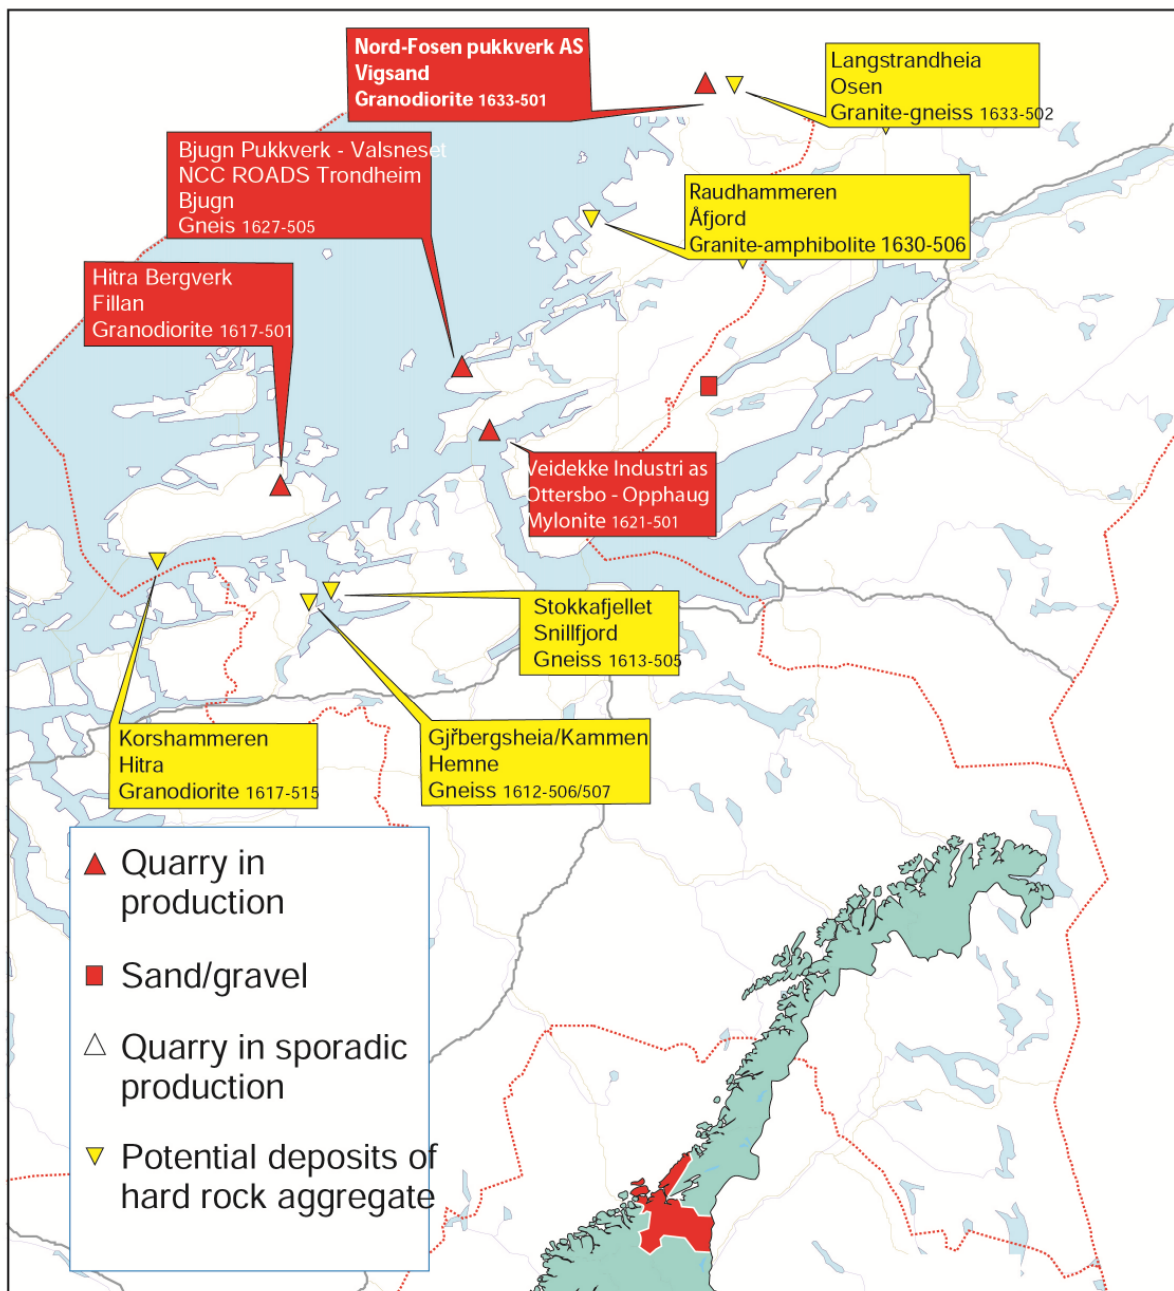 Nord-Fosen pukkverk AS
Vigsand
Granodiorite 1633-501
Langstrandheia
Osen
Granite-gneiss 1633-502
Bjugn Pukkverk - Valsneset
NCC ROADS Trondheim
Bjugn
Gneis 1627-505
Raudhammeren
Åfjord
Granite-amphibolite 1630-506
Hitra Bergverk
Fillan
Granodiorite 1617-501
Veidekke Industri as
Ottersbo - Opphaug
Mylonite 1621-501
Stokkafjellet
Snillfjord
Gneiss 1613-505
Korshammeren
Hitra
Granodiorite 1617-515
Gjřbergsheia/Kammen
Hemne
Gneiss 1612-506/507
Quarry in
production
Sand/gravel
Quarry in sporadic
production
Potential deposits of
hard rock aggregate